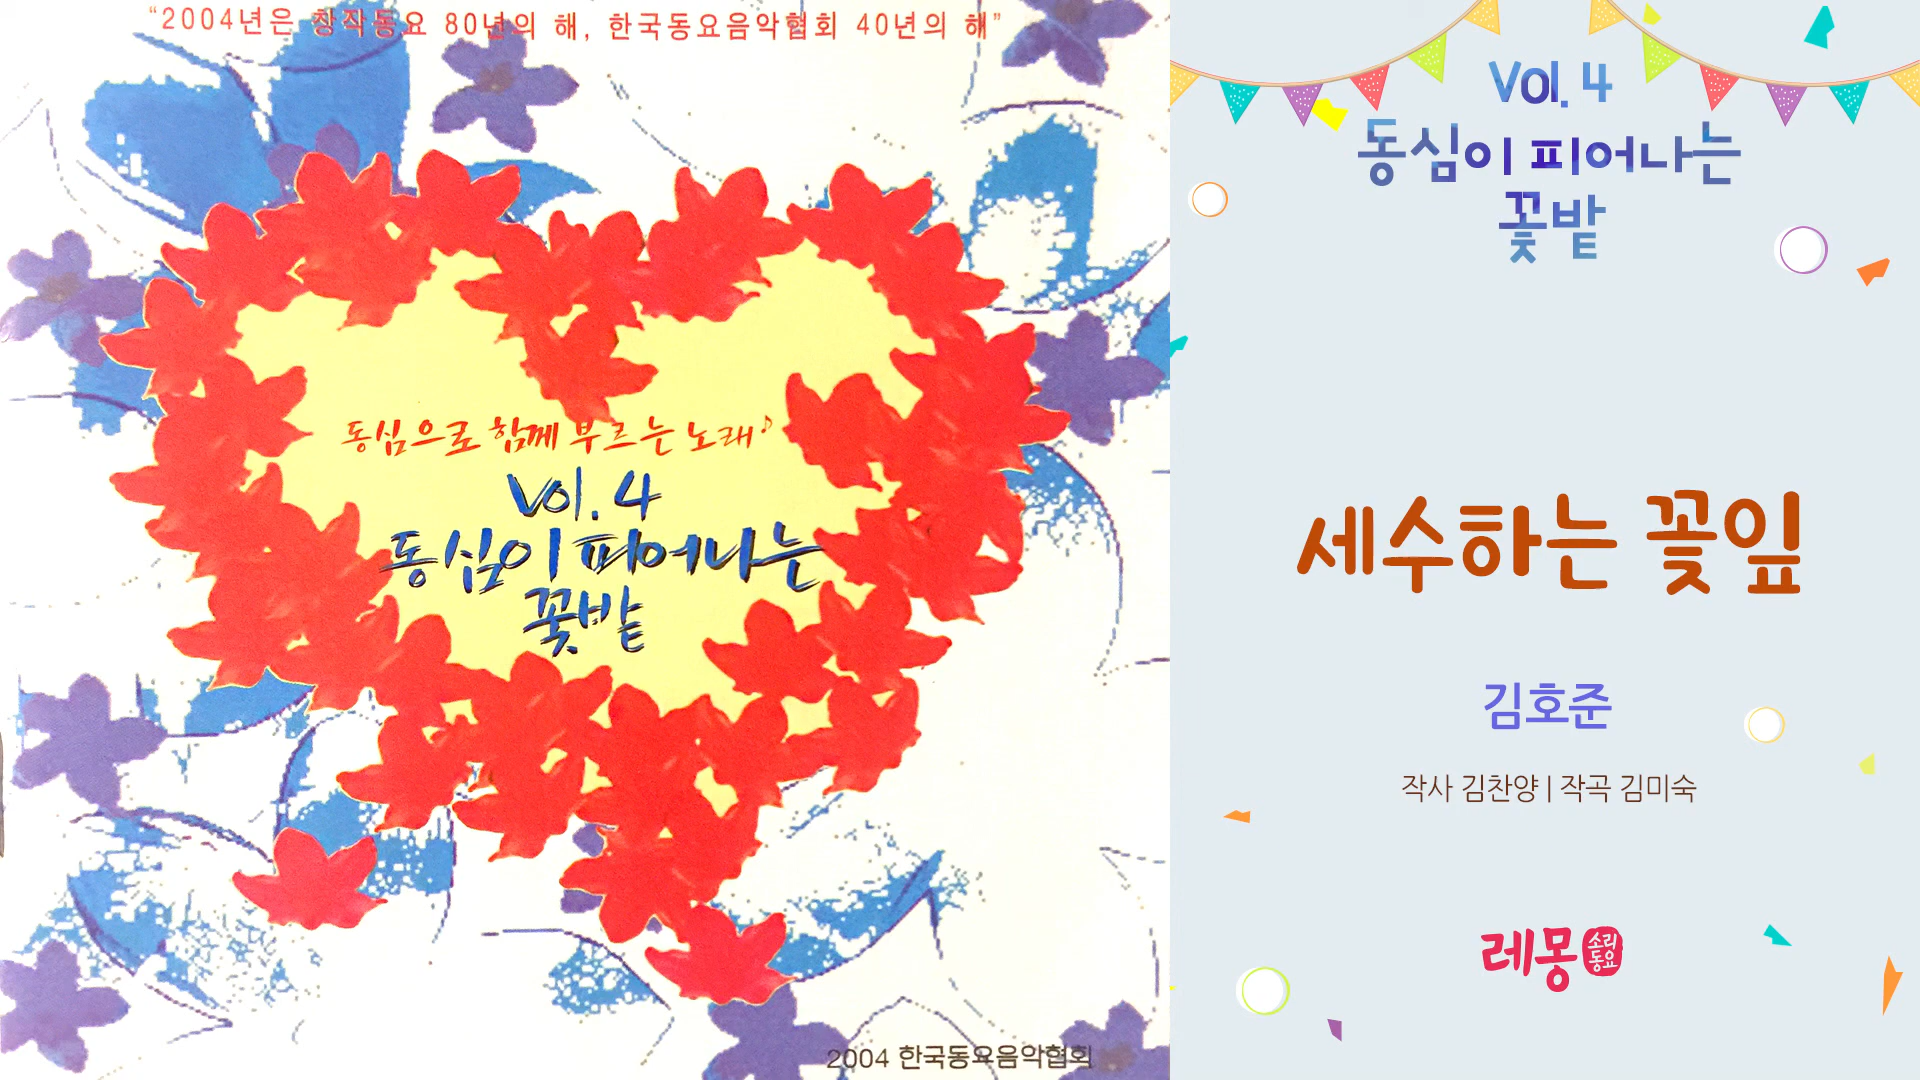 “2004년은 창작동요 80년의 해, 한국동요음악협회 40년의 해”
동심으로 함께 부르는 노래♪
Vol. 4
동심이 피어나는
꽃밭
2004 한국동요음악협회
Vol. 4
동심이 피어나는
꽃밭
세수하는 꽃잎
김호준
작사 김찬양 | 작곡 김미숙
레몽 소리동요